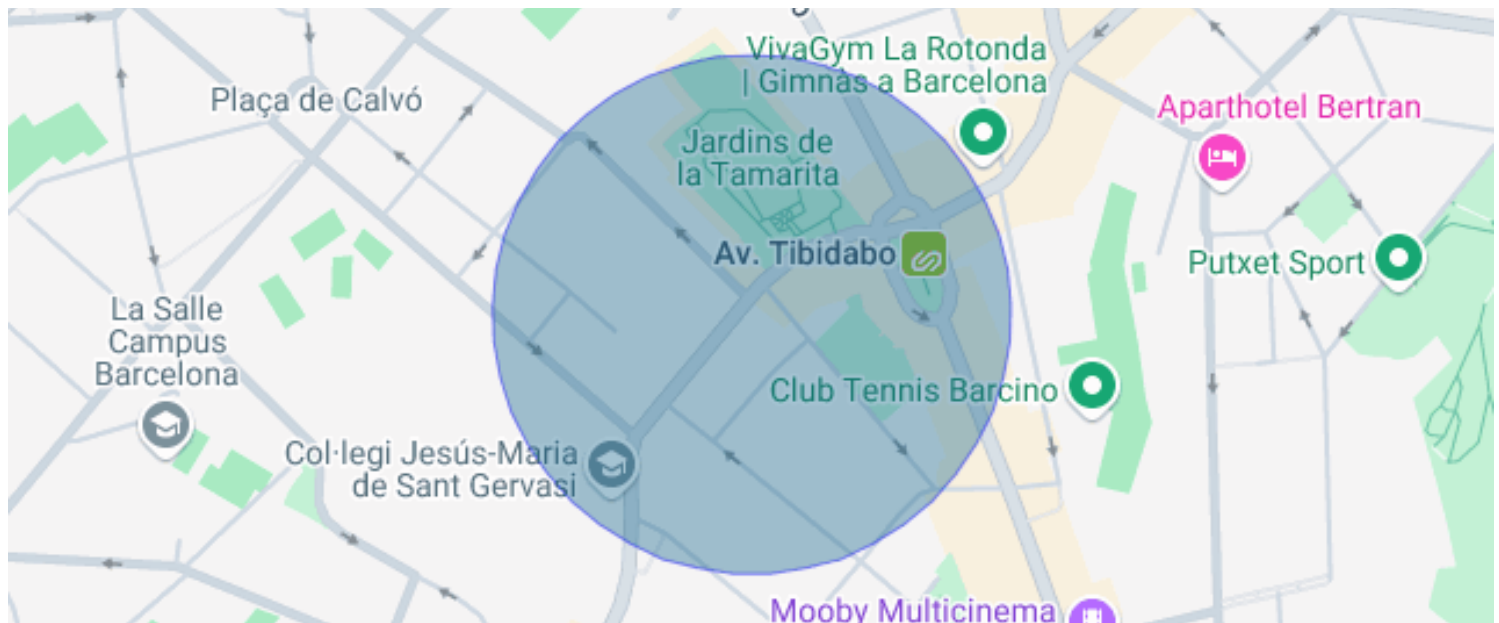 VivaGym La Rotonda
| Gimnàs a Barcelona
Plaça de Calvó
Aparthotel Bertran
Jardins de
la Tamarita
Av. Tibidabo
Putxet Sport
La Salle
Campus
Barcelona
Club Tennis Barcino
Col·legi Jesús-Maria
de Sant Gervasi
Mooby Multicinema